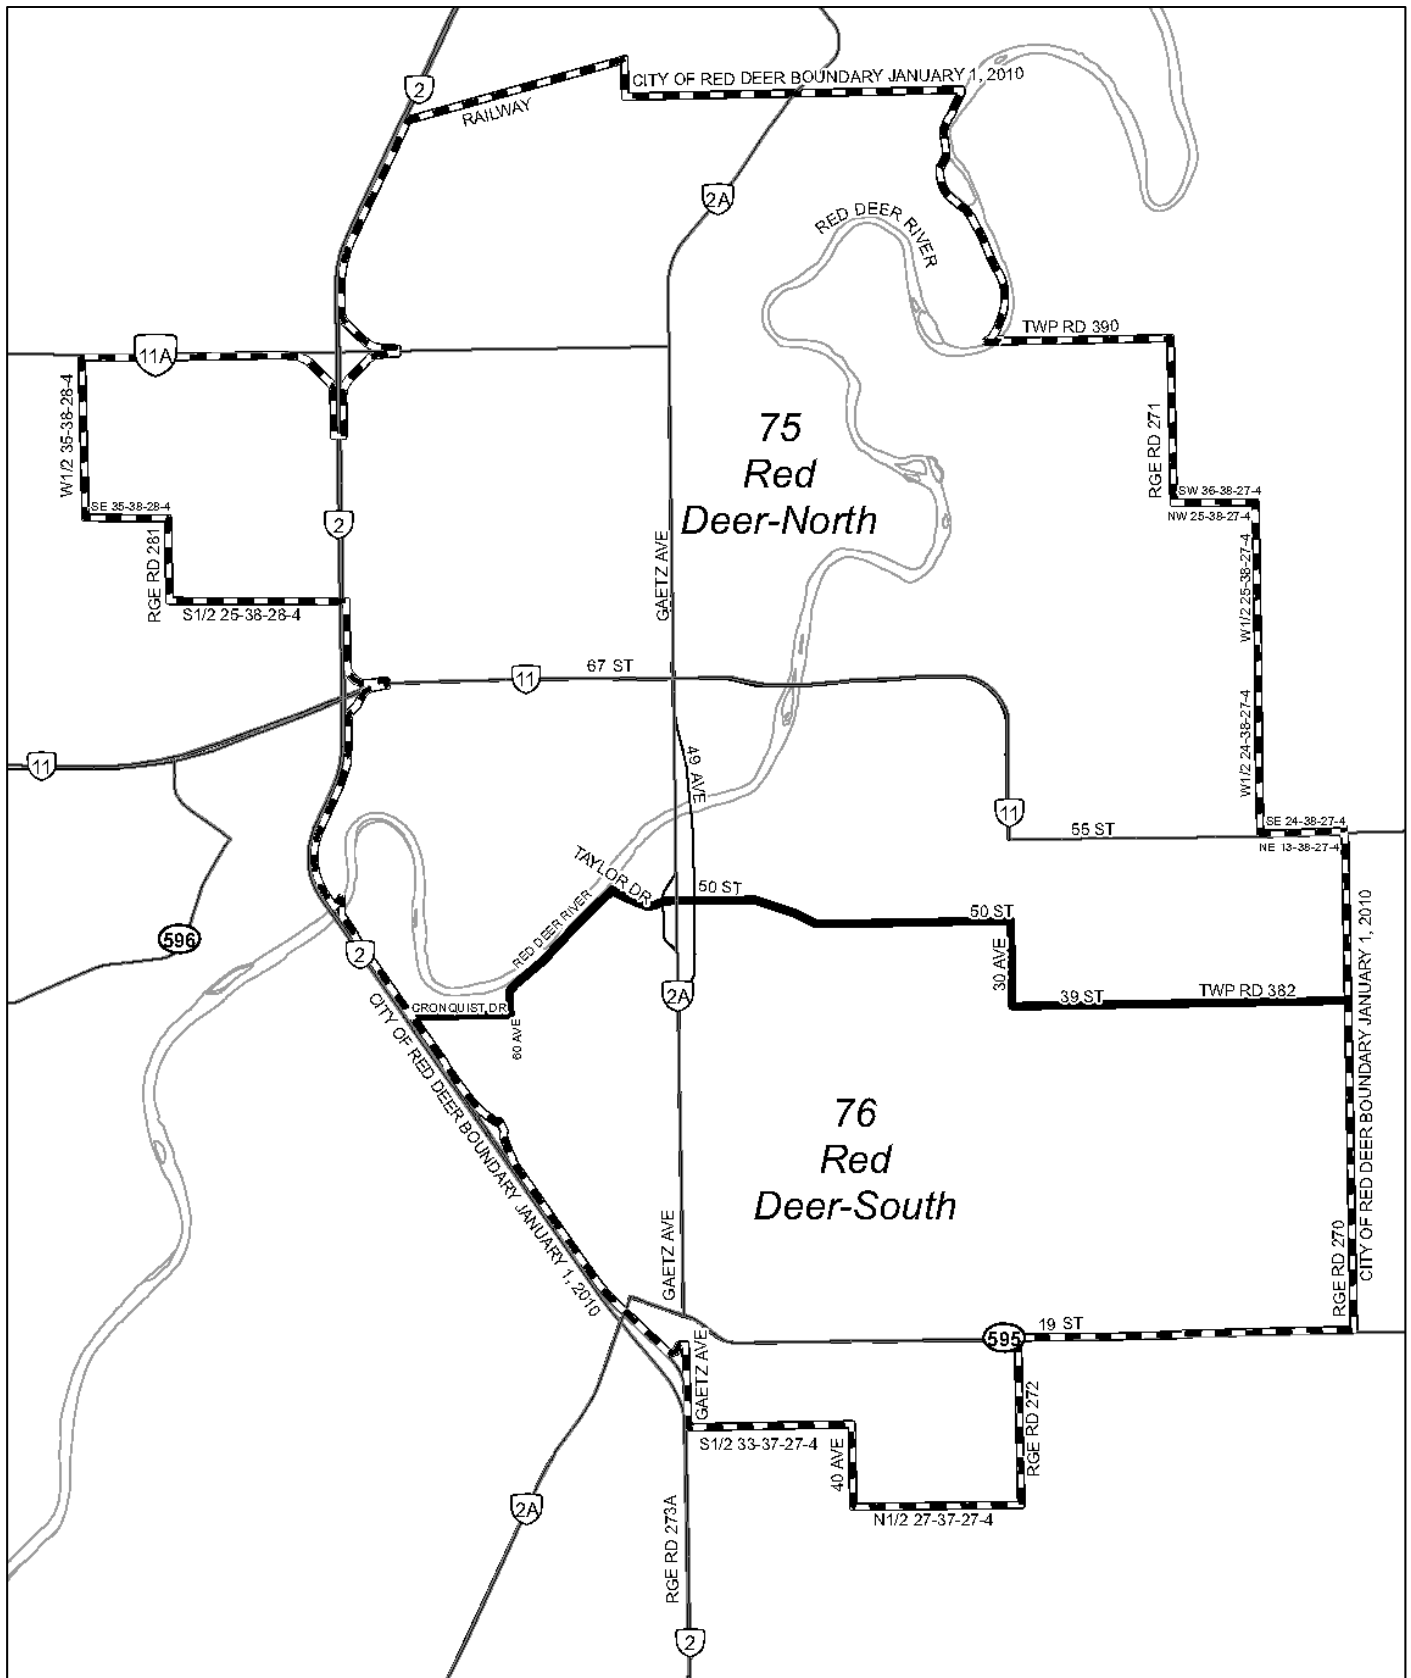 CITY OF RED DEER BOUNDARY JANUARY 1, 2010
2
RAILWAY
2A
RED DEER RIVER
TWP RD 390
11A
W1/2 35-38-28-4
75
Red
Deer-North
RGE RD 271
SW 36-38-27-4
NW 25-38-27-4
SE 35-38-28-4
2
RGE RD 281
GAETZ AVE
W1/2 25-38-27-4
S1/2 25-38-28-4
67 ST
11
11
49 AVE
W1/2 24-38-27-4
11
55 ST
SE 24-38-27-4
NE 13-38-27-4
TAYLOR DR
50 ST
50 ST
RED DEER RIVER
596
2
30 AVE
CITY OF RED DEER BOUNDARY JANUARY 1, 2010
2A
39 ST
TWP RD 382
CRONQUIST DR
60 AVE
CITY OF RED DEER BOUNDARY JANUARY 1, 2010
76
Red
Deer-South
GAETZ AVE
RGE RD 270
19 ST
595
GAETZ AVE
RGE RD 272
S1/2 33-37-27-4
40 AVE
2A
N1/2 27-37-27-4
RGE RD 273A
2